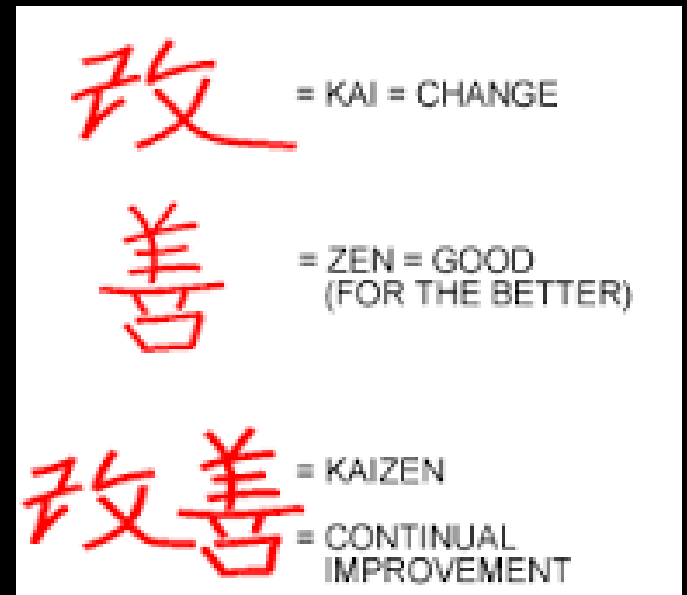 改 = KAI = CHANGE
善 = ZEN = GOOD
(FOR THE BETTER)
改善 = KAIZEN
= CONTINUAL
IMPROVEMENT